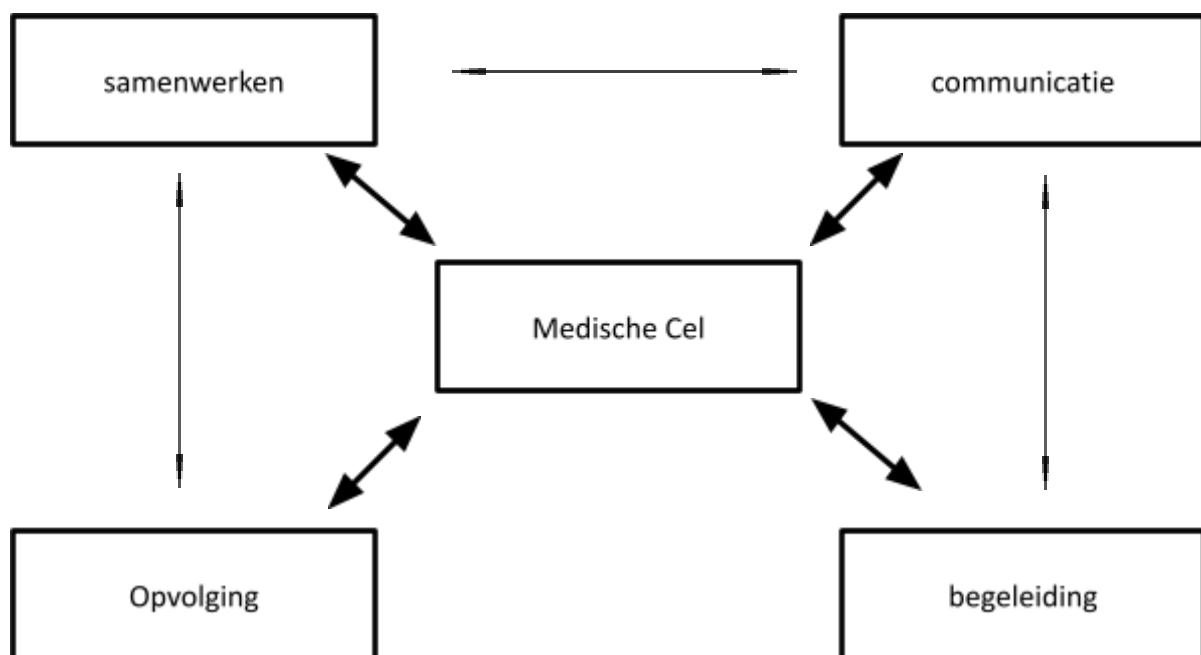 samenwerken
communicatie
Medische Cel
Opvolging
begeleiding